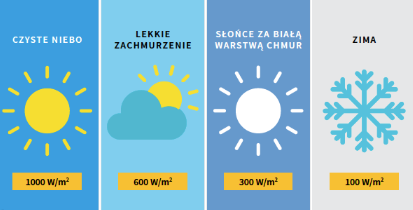 CZYSTE NIEBO
LEKKIE
ZACHMURZENIE
SŁOŃCE ZA BIAŁĄ
WARSTWĄ CHMUR
ZIMA
1000 W/m²
600 W/m²
300 W/m²
100 W/m²